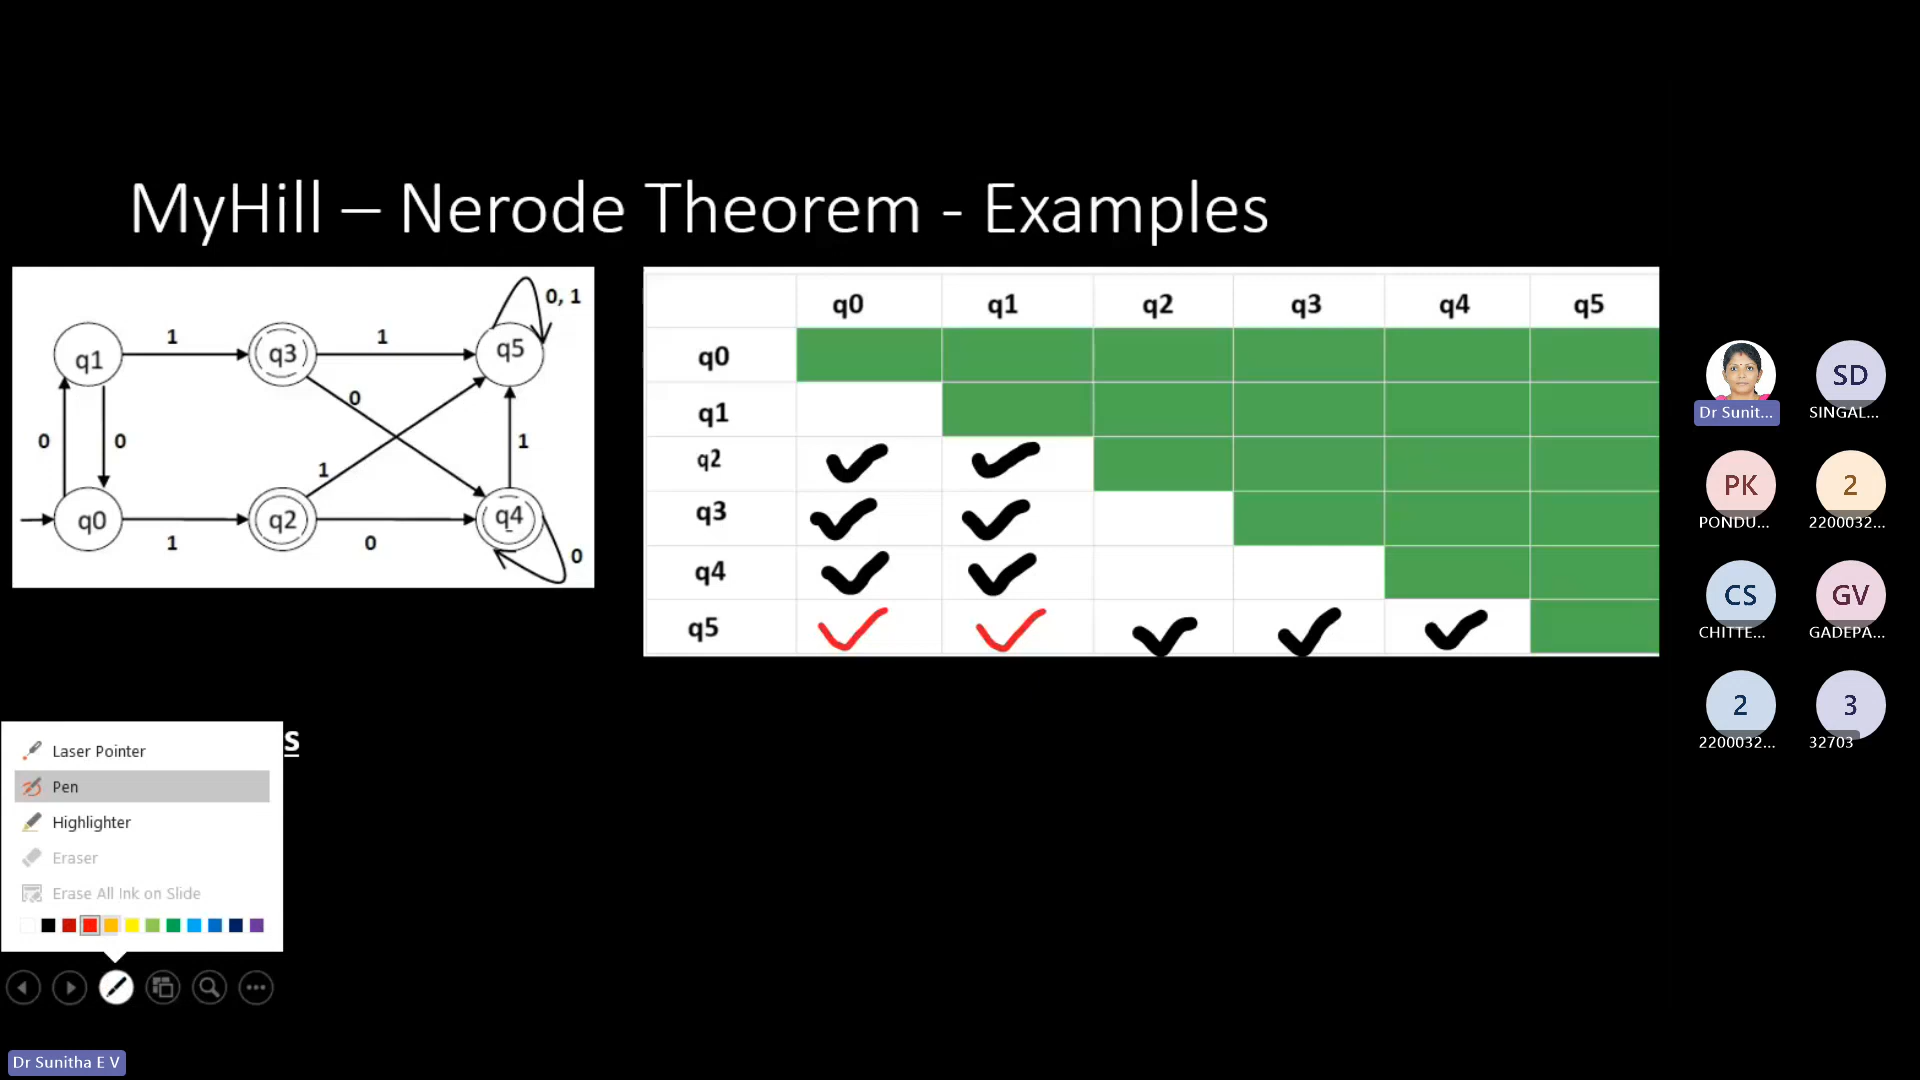 MyHill – Nerode Theorem - Examples
0, 1
q1 1 q3 1 q5
0
0 0 1
1
q0 q2 q4
1 0 0
q0 q1 q2 q3 q4 q5
q0
q1
q2
q3
q4
q5
Dr Sunit...
SD
SINGAL...
PK
PONDU...
2
2200032...
CS
CHITTE...
GV
GADEPA...
2
2200032...
3
32703
s
Laser Pointer
Pen
Highlighter
Eraser
Erase All Ink on Slide
Dr Sunitha E V